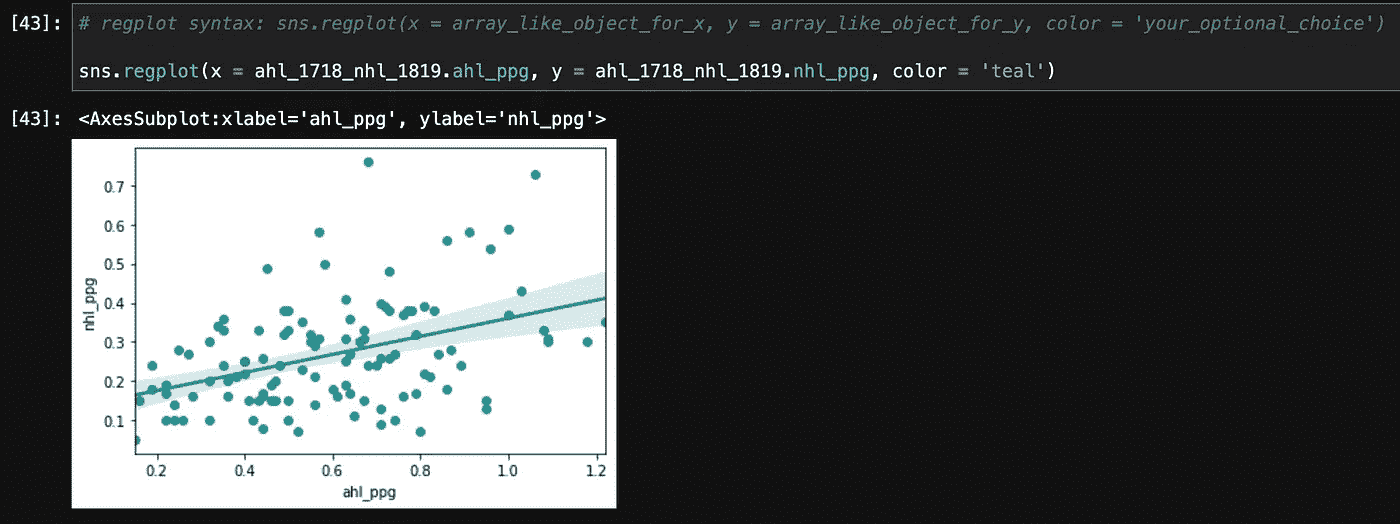 [43]: # regplot syntax: sns.regplot(x = array_like_object_for_x, y = array_like_object_for_y, color = 'your_optional_choice')
sns.regplot(x = ahl_1718_nhl_1819.ahl_ppg, y = ahl_1718_nhl_1819.nhl_ppg, color = 'teal')
[43]: <AxesSubplot:xlabel='ahl_ppg', ylabel='nhl_ppg'>
0.7
0.6
0.5
0.4
0.3
0.2
0.1
nhl_ppg
0.2 0.4 0.6 0.8 1.0 1.2
ahl_ppg